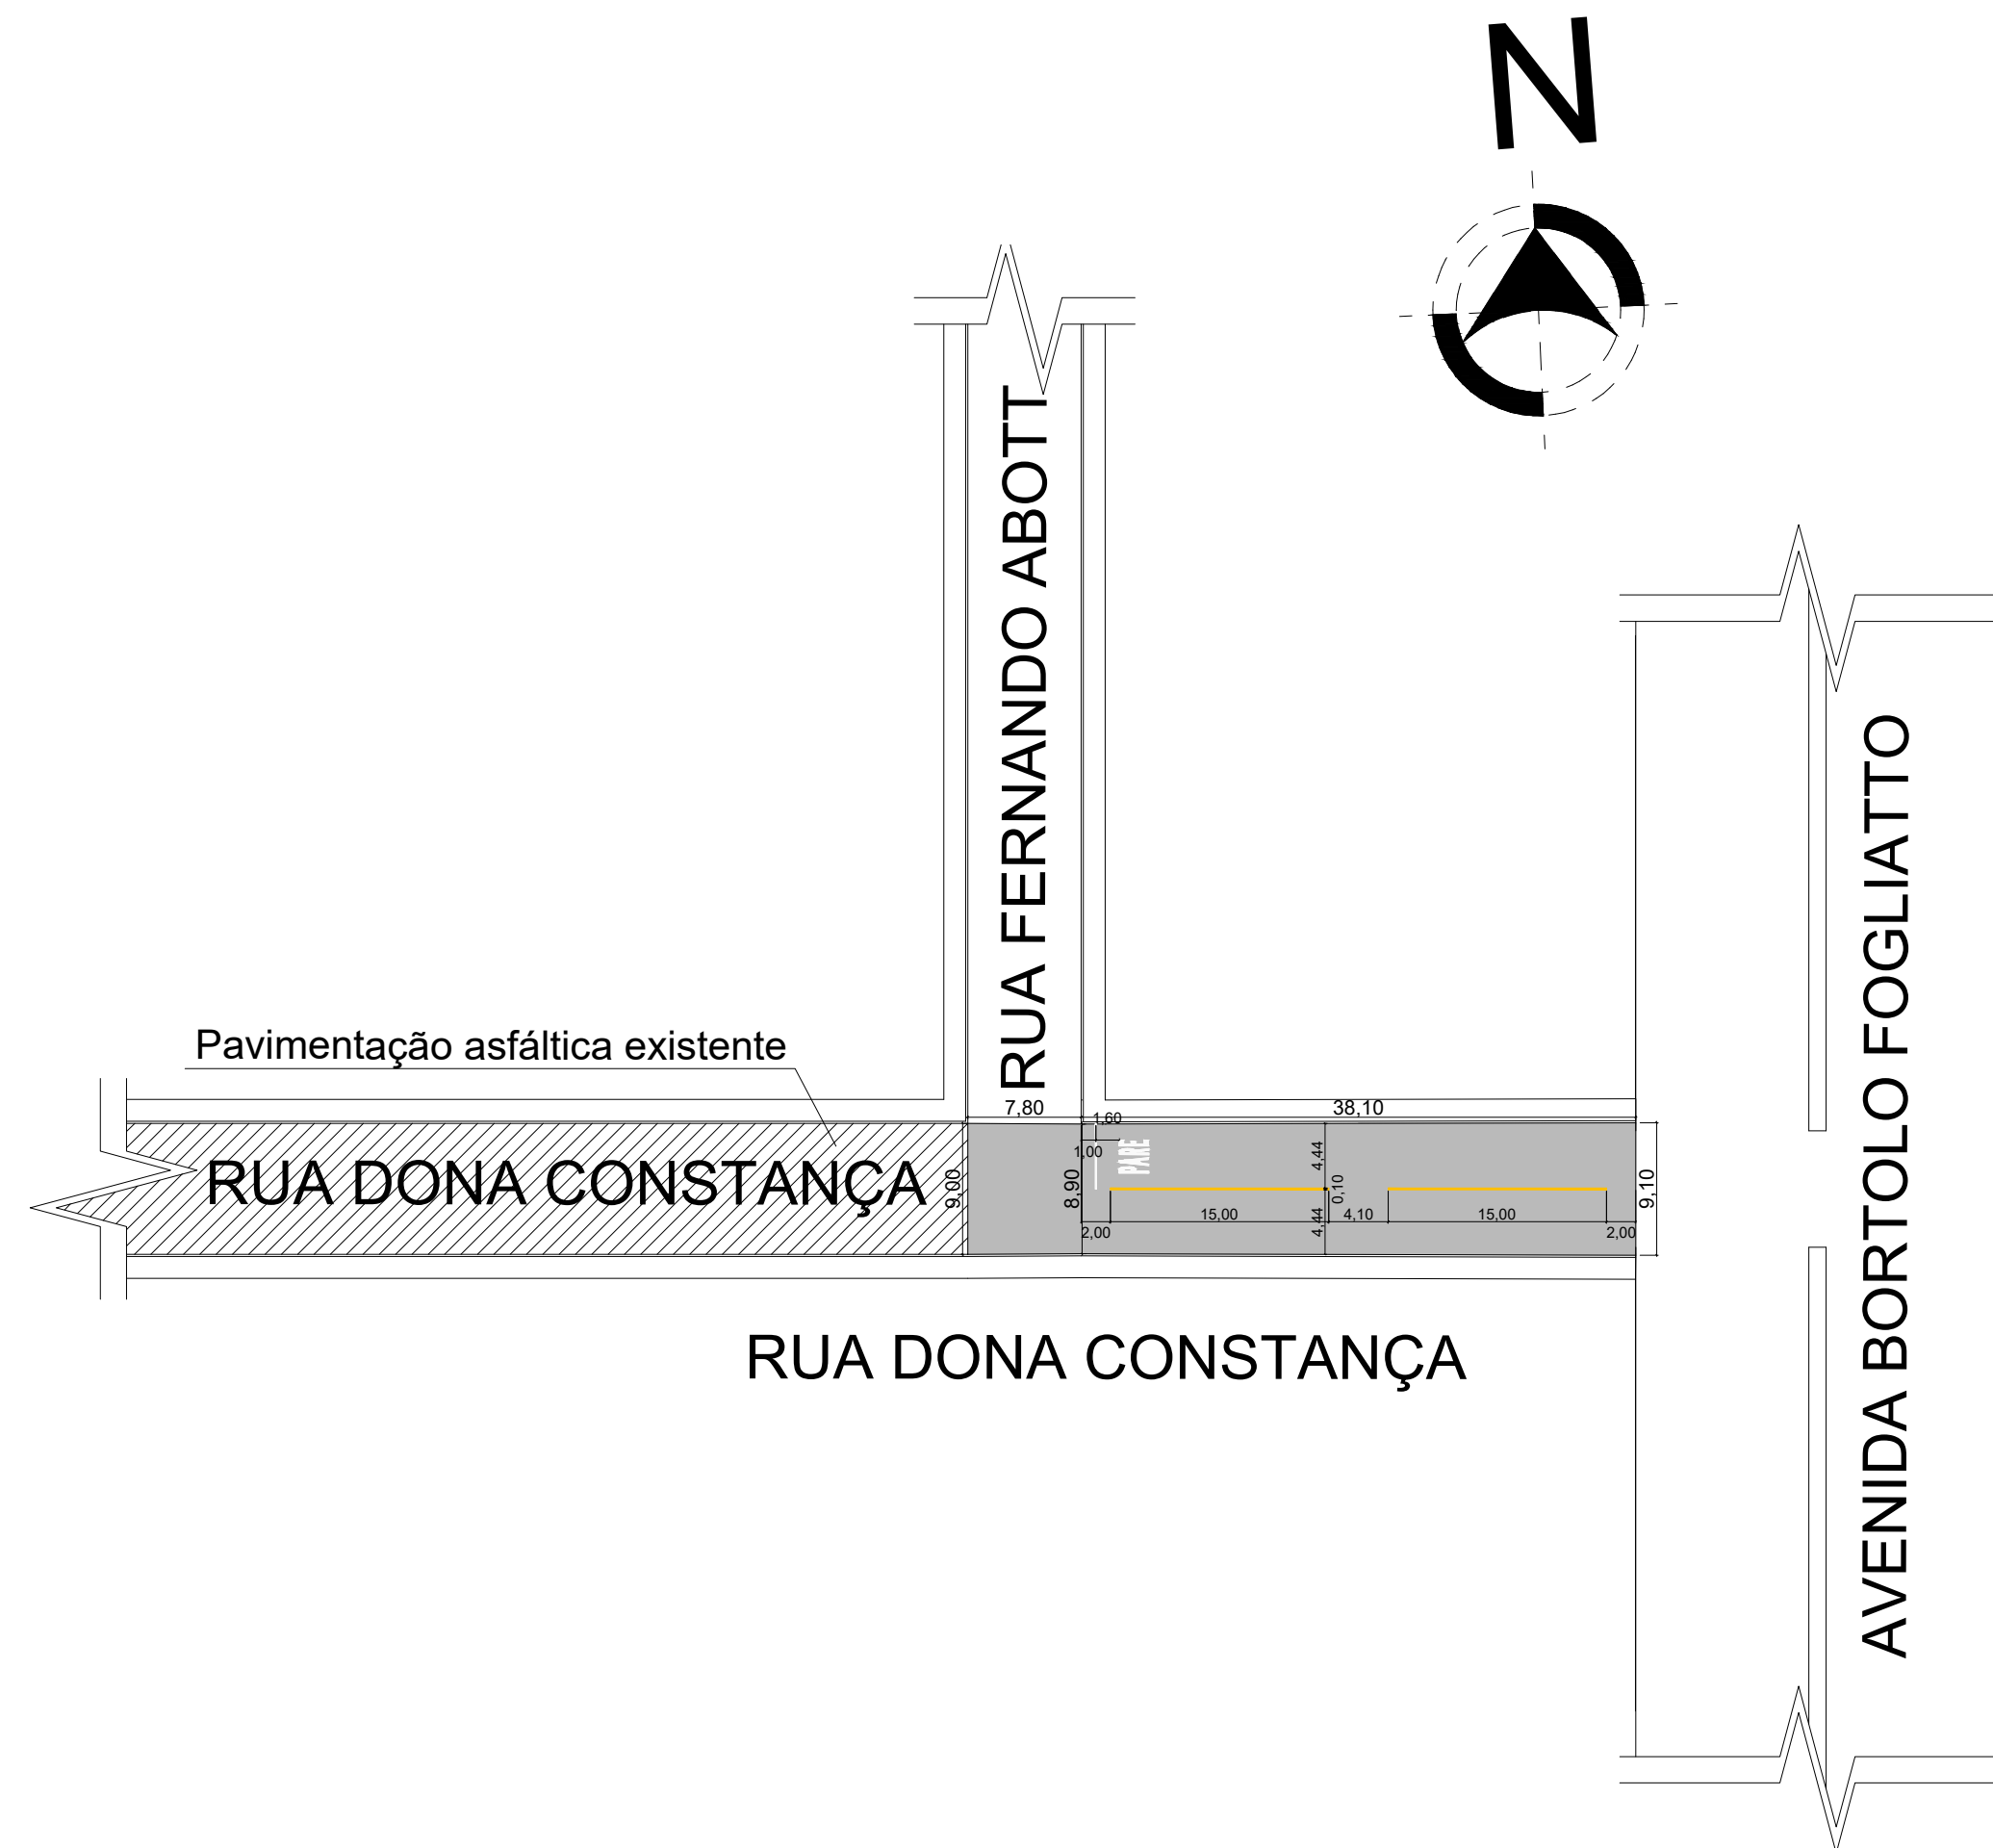 N
RUA FERNANDO ABOTT
AVENIDA BORTOLO FOGLIATTO
Pavimentação asfáltica existente
7,80
38,10
1,60
1,00
PARE
4,44
RUA DONA CONSTANÇA
9,00
8,90
0,10
9,10
15,00
4,44
4,10
15,00
2,00
2,00
RUA DONA CONSTANÇA